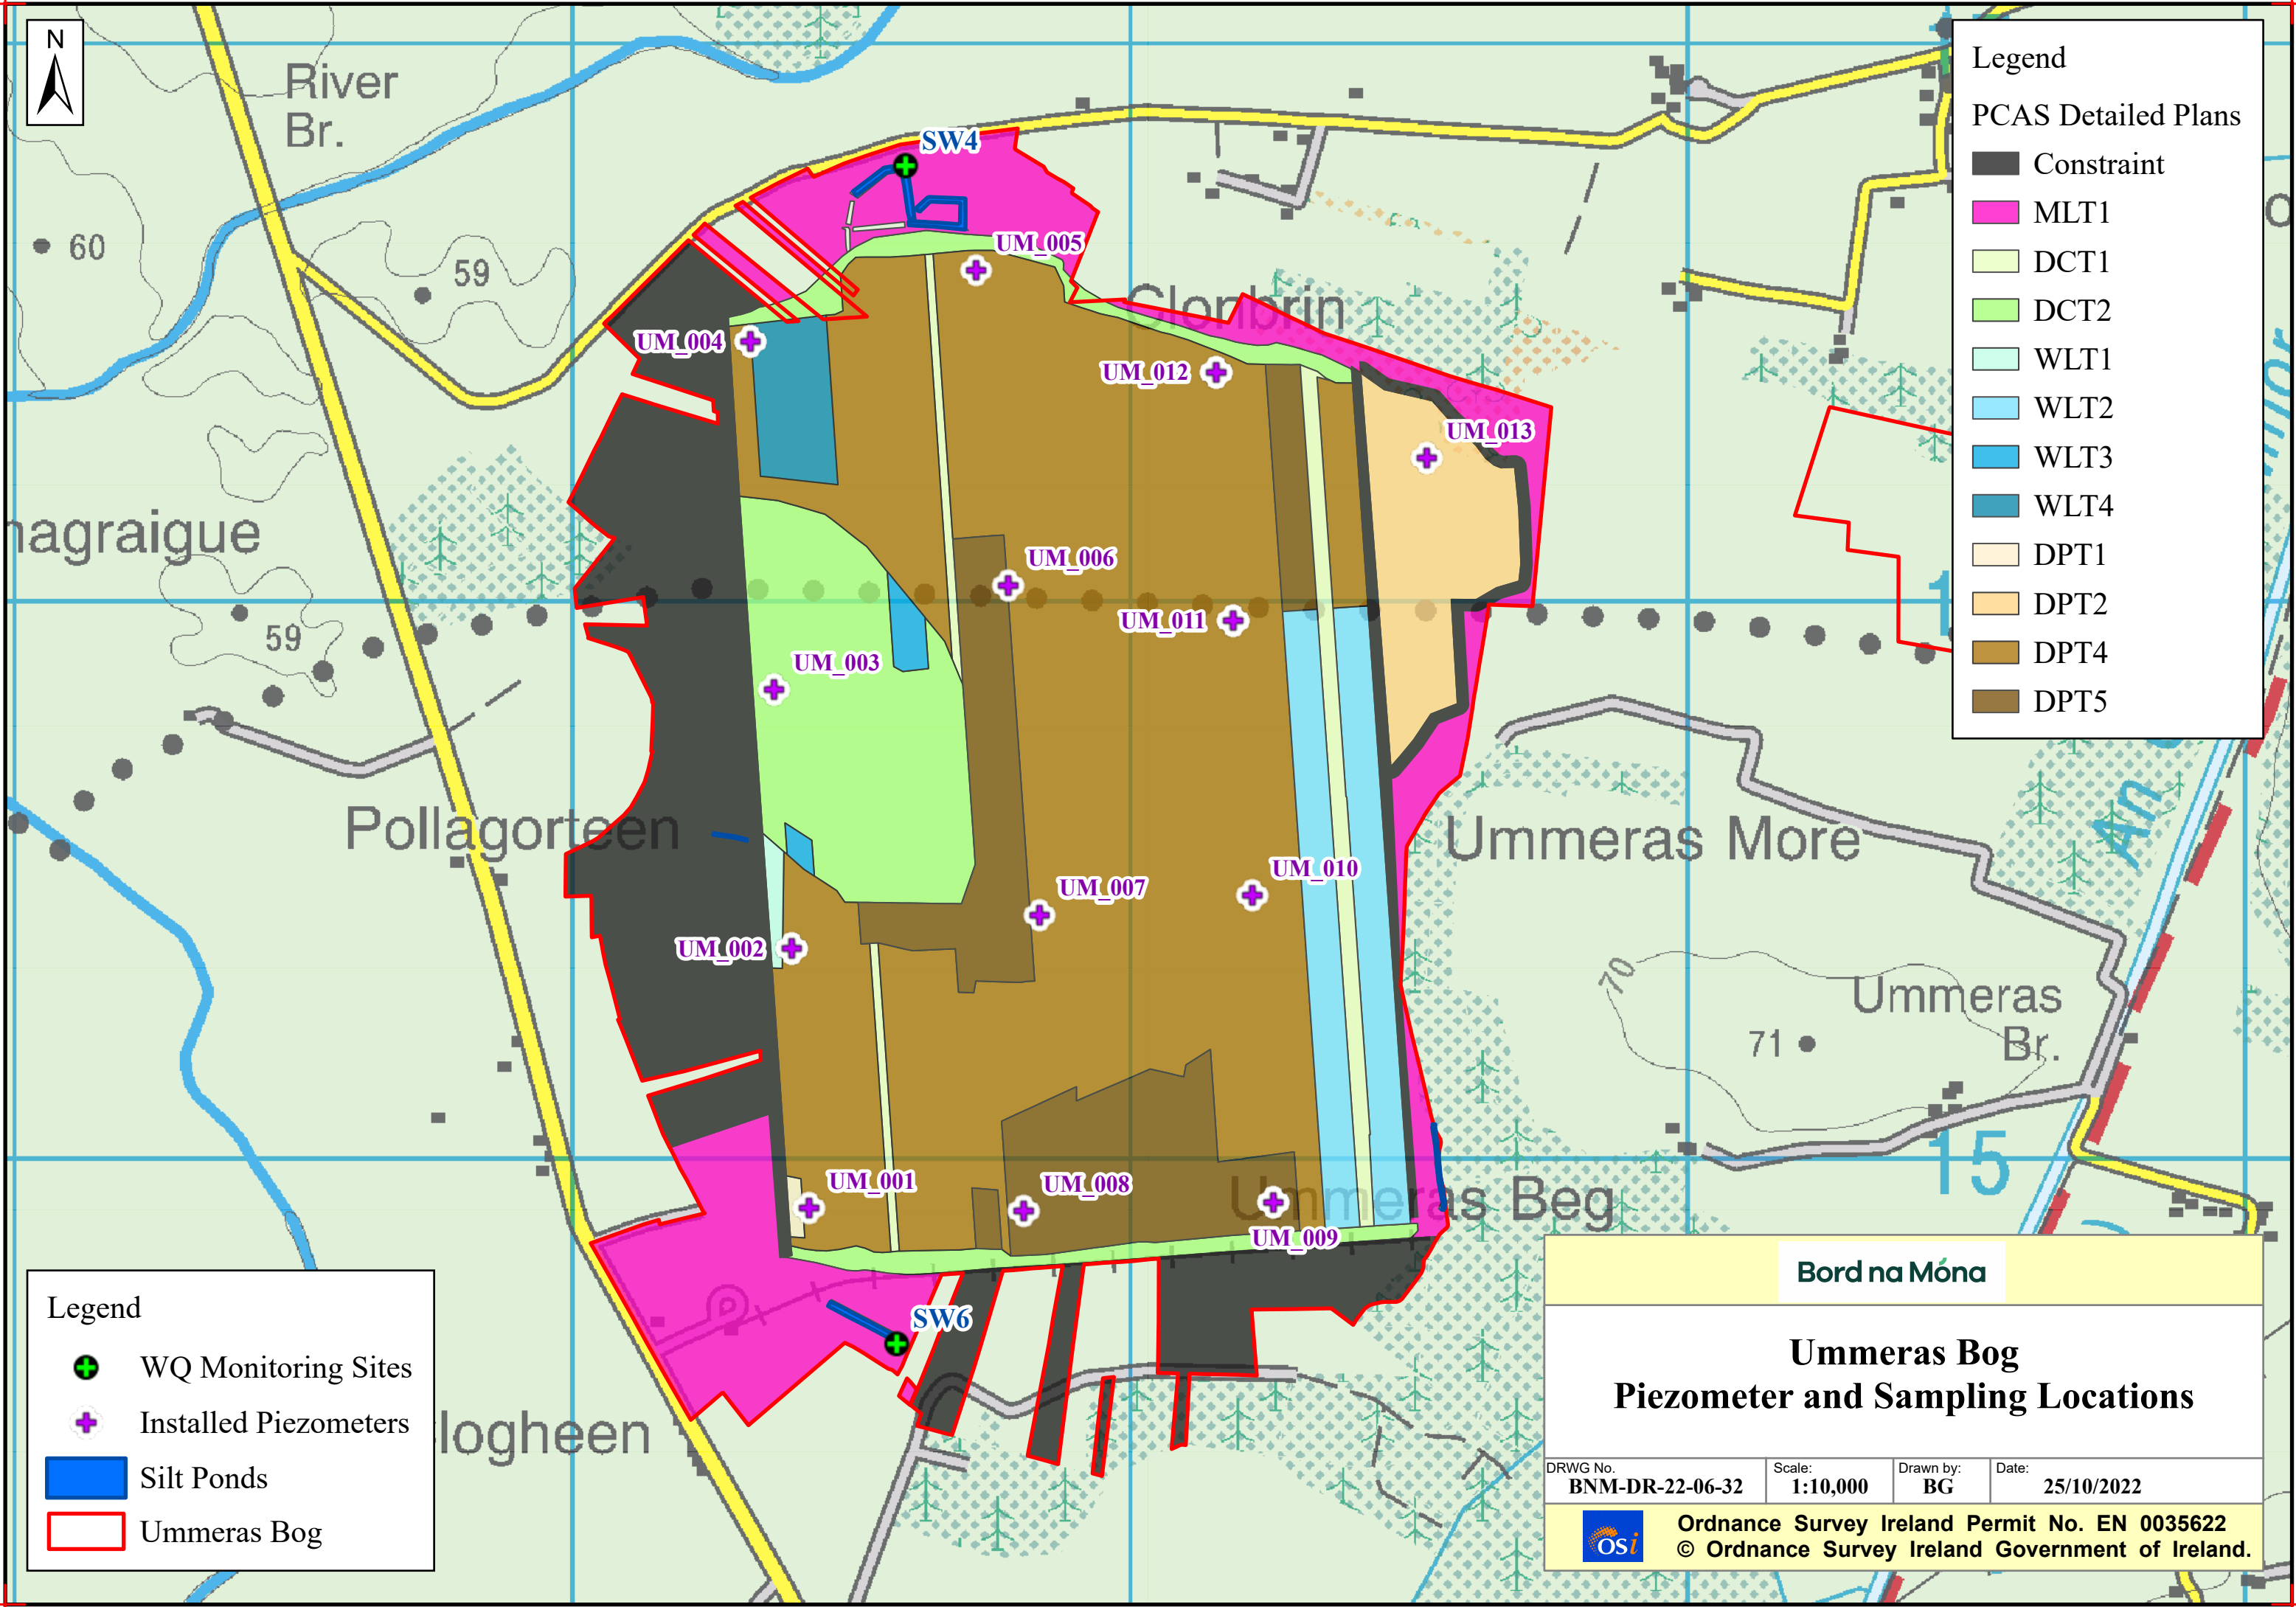 N
River
Br.
60
59
SW4
UM_005
Clonbrin
UM_004
UM_012
UM_013
nagraigue
UM_006
UM_011
59
UM_003
Pollagorteen
Ummeras More
An
UM_010
UM_007
UM_002
70
Ummeras
Br.
71
15
UM_001
UM_008
Ummeras Beg
UM_009
P
SW6
logheen
Legend
PCAS Detailed Plans
Constraint
MLT1
DCT1
DCT2
WLT1
WLT2
WLT3
WLT4
DPT1
DPT2
DPT4
DPT5
Legend
WQ Monitoring Sites
Installed Piezometers
Silt Ponds
Ummeras Bog
Bord na Móna
Ummeras Bog
Piezometer and Sampling Locations
DRWG No. Scale: Drawn by: Date:
BNM-DR-22-06-32 1:10,000 BG 25/10/2022
OSi
Ordnance Survey Ireland Permit No. EN 0035622
© Ordnance Survey Ireland Government of Ireland.